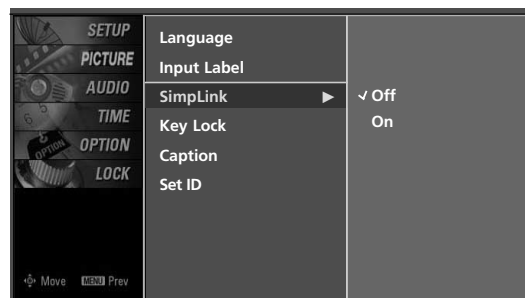 SETUP
PICTURE
AUDIO
TIME
OPTION
LOCK
Move MENU Prev
Language
Input Label
SimpLink
Key Lock
Caption
Set ID
Off
On